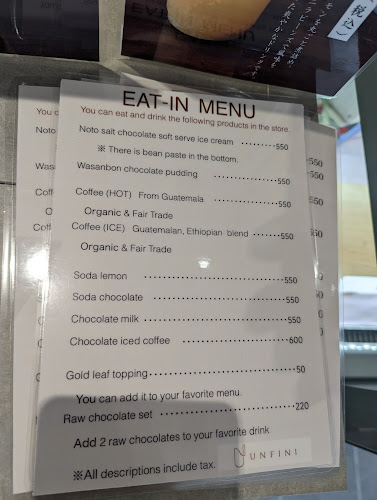 (税込)
EAT-IN MENU
You can eat and drink the following products in the store.
Noto salt chocolate soft serve ice cream ‥‥‥‥550
※ There is bean paste in the bottom.
Wasanbon chocolate pudding ‥‥‥‥550
Coffee (HOT) From Guatemala ‥‥‥‥550
Organic & Fair Trade
Coffee (ICE) Guatemalan, Ethiopian blend ‥‥‥‥550
Organic & Fair Trade
Soda lemon ‥‥‥‥550
Soda chocolate ‥‥‥‥550
Chocolate milk ‥‥‥‥550
Chocolate iced coffee ‥‥‥‥600
Gold leaf topping ‥‥‥‥50
You can add it to your favorite menu.
Raw chocolate set ‥‥‥‥220
Add 2 raw chocolates to your favorite drink
※All descriptions include tax.
UNFINI